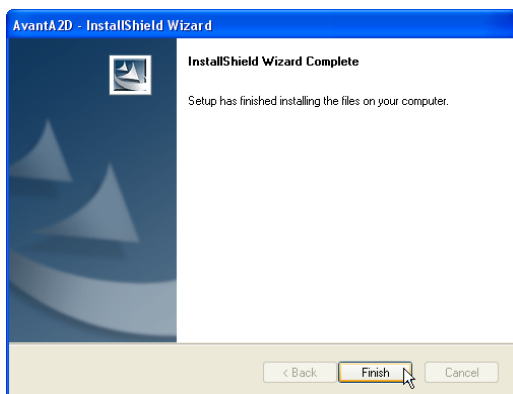 AvantA2D - InstallShield Wizard
InstallShield Wizard Complete
Setup has finished installing the files on your computer.
< Back Finish Cancel